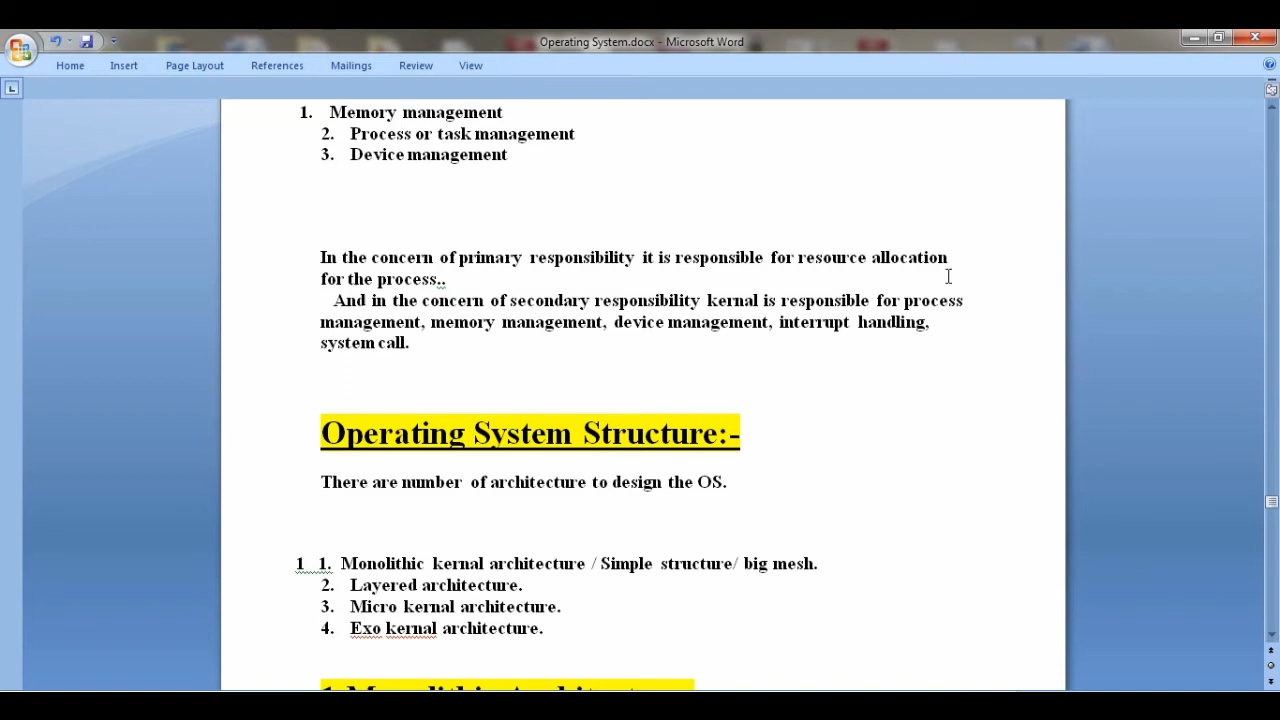 Operating System.docx - Microsoft Word
Home Insert Page Layout References Mailings Review View
1. Memory management
2. Process or task management
3. Device management
In the concern of primary responsibility it is responsible for resource allocation
for the process..
And in the concern of secondary responsibility kernal is responsible for process
management, memory management, device management, interrupt handling,
system call.
Operating System Structure:-
There are number of architecture to design the OS.
1 1. Monolithic kernal architecture / Simple structure/ big mesh.
2. Layered architecture.
3. Micro kernal architecture.
4. Exo kernal architecture.